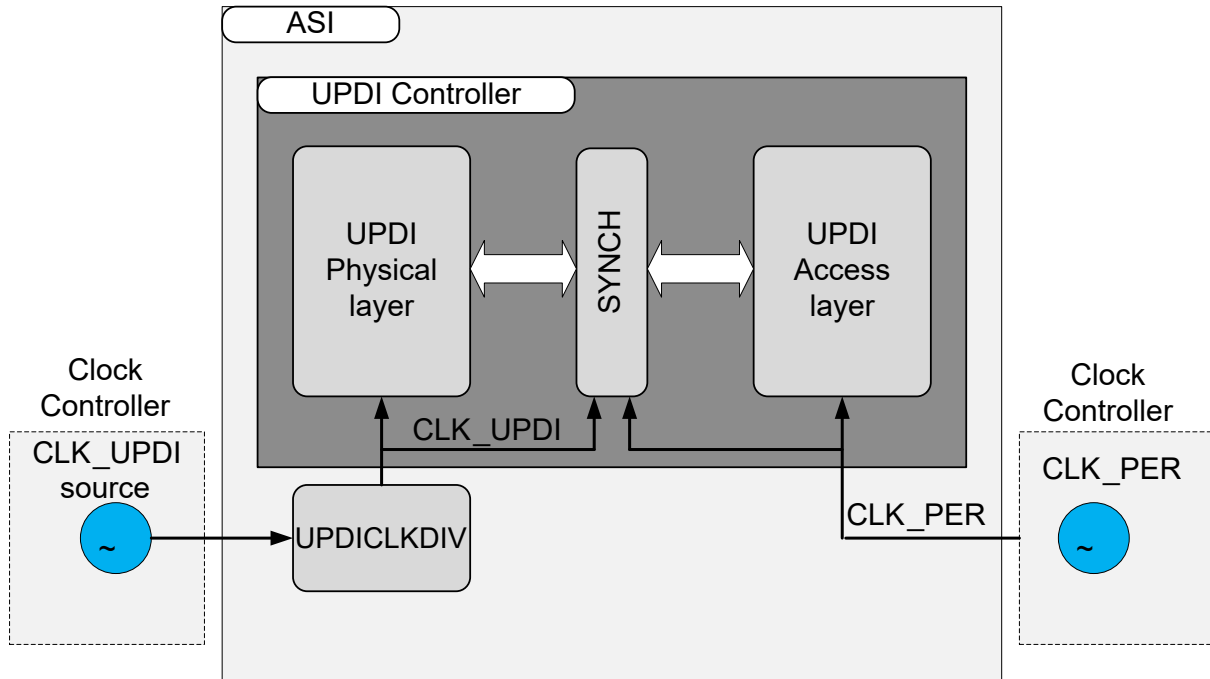 ASI
UPDI Controller
UPDI
Physical
layer
SYNCH
UPDI
Access
layer
Clock
Controller
CLK_UPDI
source
~
CLK_UPDI
UPDICLKDIV
CLK_PER
Clock
Controller
CLK_PER
~